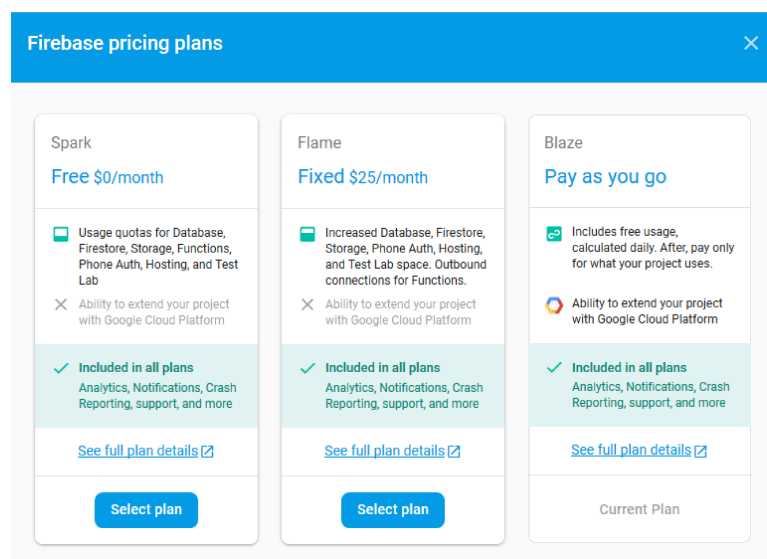 Firebase pricing plans
Spark
Free $0/month
Usage quotas for Database,
Firestore, Storage, Functions,
Phone Auth, Hosting, and Test
Lab
Ability to extend your project
with Google Cloud Platform
Included in all plans
Analytics, Notifications, Crash
Reporting, support, and more
See full plan details
Select plan
Flame
Fixed $25/month
Increased Database, Firestore,
Storage, Phone Auth, Hosting,
and Test Lab space. Outbound
connections for Functions.
Ability to extend your project
with Google Cloud Platform
Included in all plans
Analytics, Notifications, Crash
Reporting, support, and more
See full plan details
Select plan
Blaze
Pay as you go
Includes free usage,
calculated daily. After, pay only
for what your project uses.
Ability to extend your project
with Google Cloud Platform
Included in all plans
Analytics, Notifications, Crash
Reporting, support, and more
See full plan details
Current Plan